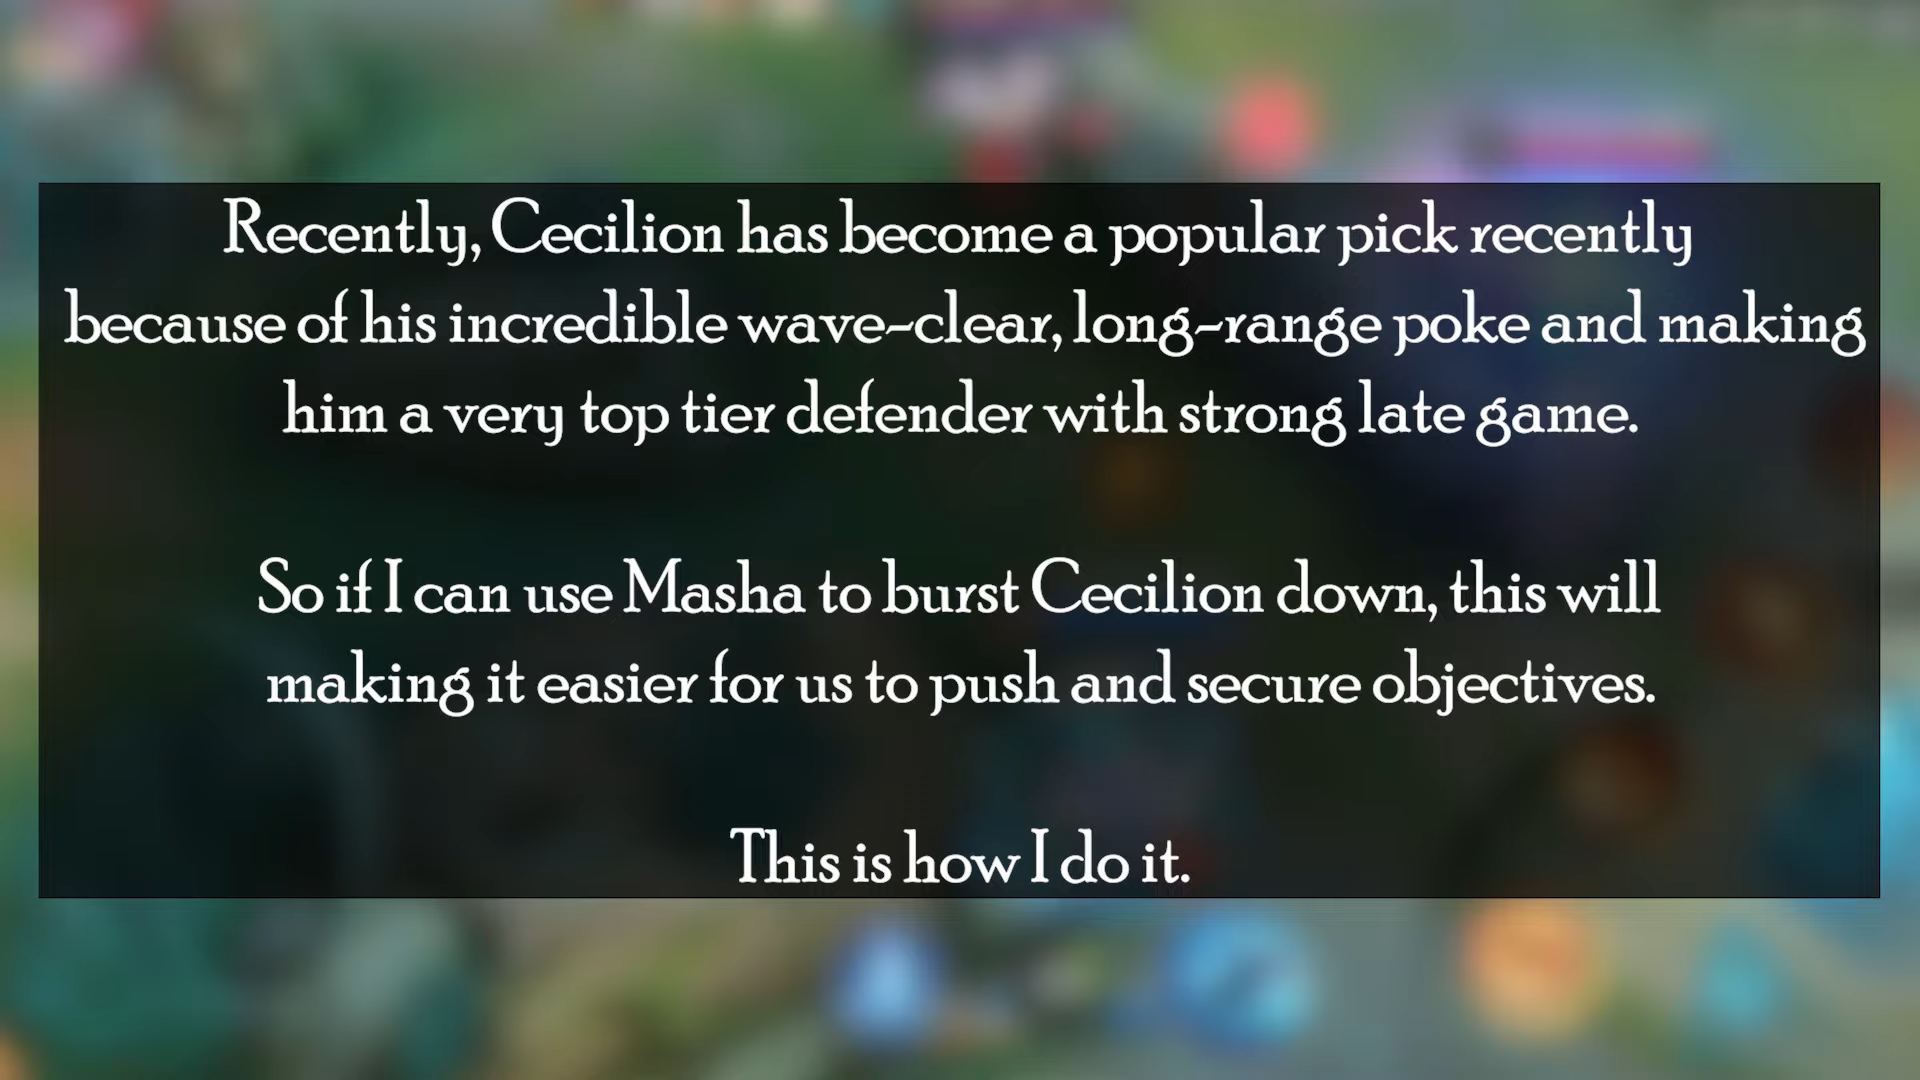 Recently, Cecilion has become a popular pick recently
because of his incredible wave-clear, long-range poke and making
him a very top tier defender with strong late game.
So if I can use Masha to burst Cecilion down, this will
making it easier for us to push and secure objectives.
This is how I do it.